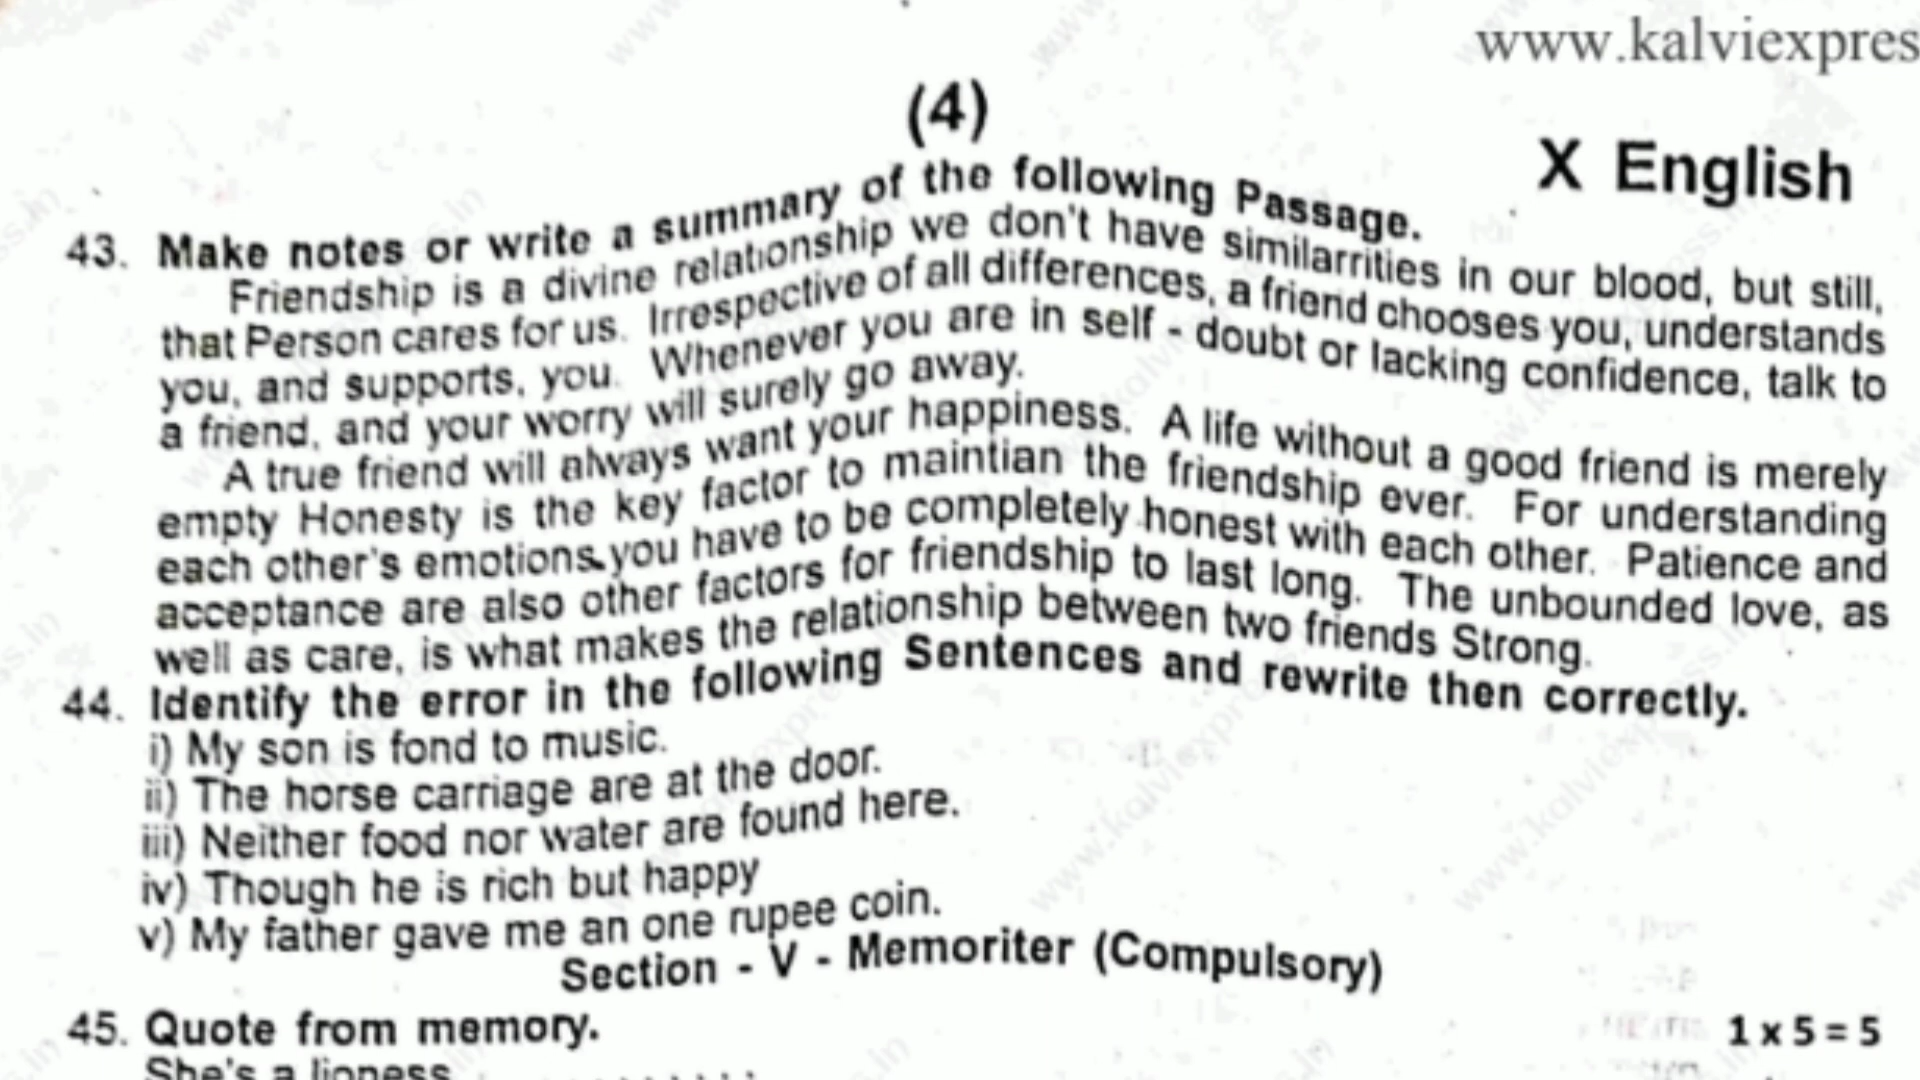 www.kalviexpres
(4)
X English
43. Make notes or write a summary of the following Passage.
Friendship is a divine relationship we don't have similarrities in our blood, but still,
that Person cares for us. Irrespective of all differences, a friend chooses you, understands
you, and supports, you. Whenever you are in self - doubt or lacking confidence, talk to
a friend, and your worry will surely go away.
A true friend will always want your happiness. A life without a good friend is merely
empty Honesty is the key factor to maintian the friendship ever. For understanding
each other's emotions you have to be completely honest with each other. Patience and
acceptance are also other factors for friendship to last long. The unbounded love, as
well as care, is what makes the relationship between two friends Strong.
44. Identify the error in the following Sentences and rewrite then correctly.
i) My son is fond to music.
ii) The horse carriage are at the door.
iii) Neither food nor water are found here.
iv) Though he is rich but happy
v) My father gave me an one rupee coin.
Section - V - Memoriter (Compulsory)
45. Quote from memory. 1 x 5 = 5
She's a lioness